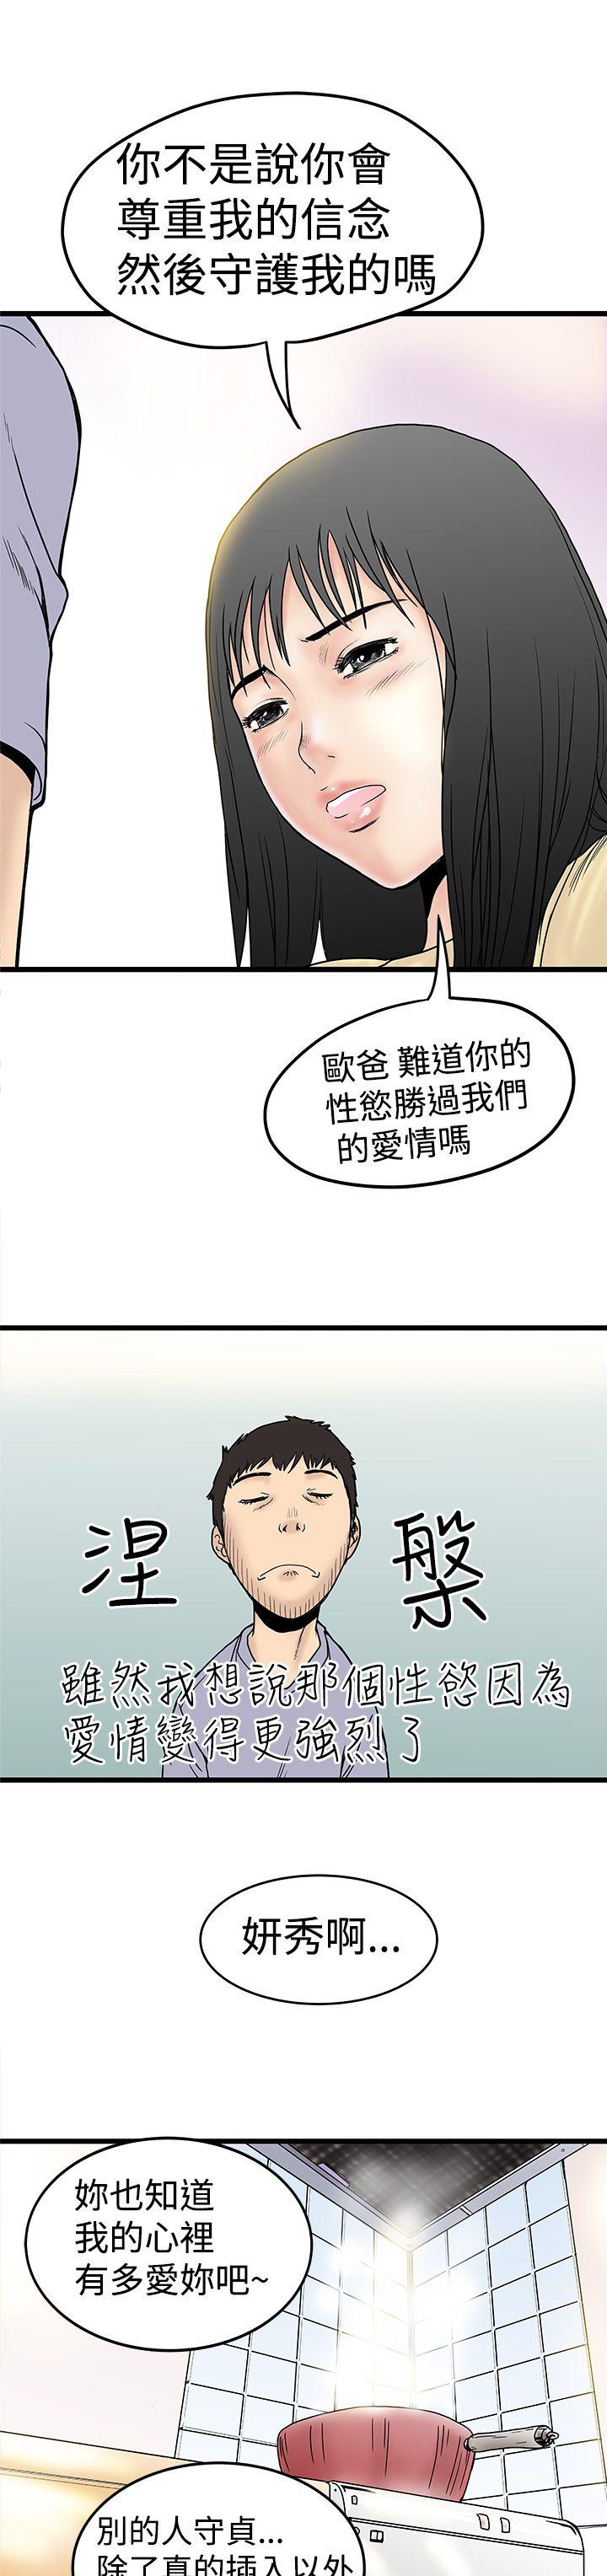 你不是說你會
尊重我的信念
然後守護我的嗎
歐爸 難道你的
性慾勝過我們
的愛情嗎
涅槃
雖然我想說那個性慾因為
愛情變得更強烈了
妍秀啊…
妳也知道
我的心裡
有多愛妳吧~
別的人守貞…
除了真的插入以外